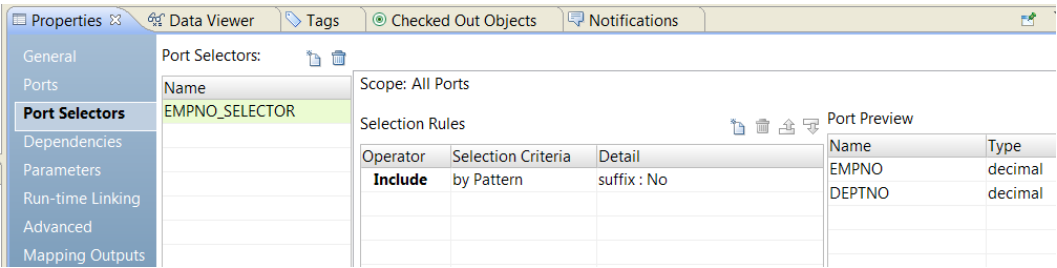 Properties Data Viewer Tags Checked Out Objects Notifications
General
Ports
Port Selectors
Dependencies
Parameters
Run-time Linking
Advanced
Mapping Outputs
Port Selectors:
Name
EMPNO_SELECTOR
Scope: All Ports
Selection Rules
Operator Selection Criteria Detail
Include by Pattern suffix : No
Port Preview
Name Type
EMPNO decimal
DEPTNO decimal